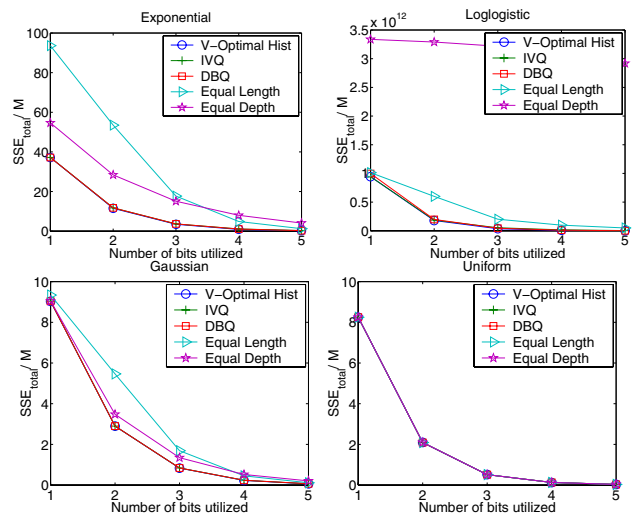 Exponential
100
80
60
40
20
0
1 2 3 4 5
SSEtotal/ M
Number of bits utilized
V-Optimal Hist
IVQ
DBQ
Equal Length
Equal Depth
Loglogistic
x 10^12
3.5
3
2.5
2
1.5
1
0.5
0
1 2 3 4 5
SSEtotal/ M
Number of bits utilized
V-Optimal Hist
IVQ
DBQ
Equal Length
Equal Depth
Gaussian
10
8
6
4
2
0
1 2 3 4 5
SSEtotal/ M
Number of bits utilized
V-Optimal Hist
IVQ
DBQ
Equal Length
Equal Depth
Uniform
10
8
6
4
2
0
1 2 3 4 5
SSEtotal/ M
Number of bits utilized
V-Optimal Hist
IVQ
DBQ
Equal Length
Equal Depth